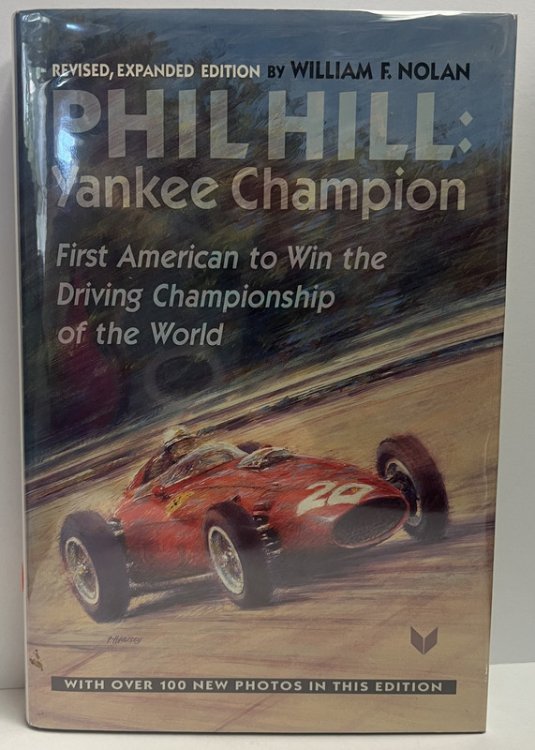 REVISED, EXPANDED EDITION BY WILLIAM F. NOLAN
PHIL HILL:
Yankee Champion
First American to Win the
Driving Championship
of the World
20
WITH OVER 100 NEW PHOTOS IN THIS EDITION